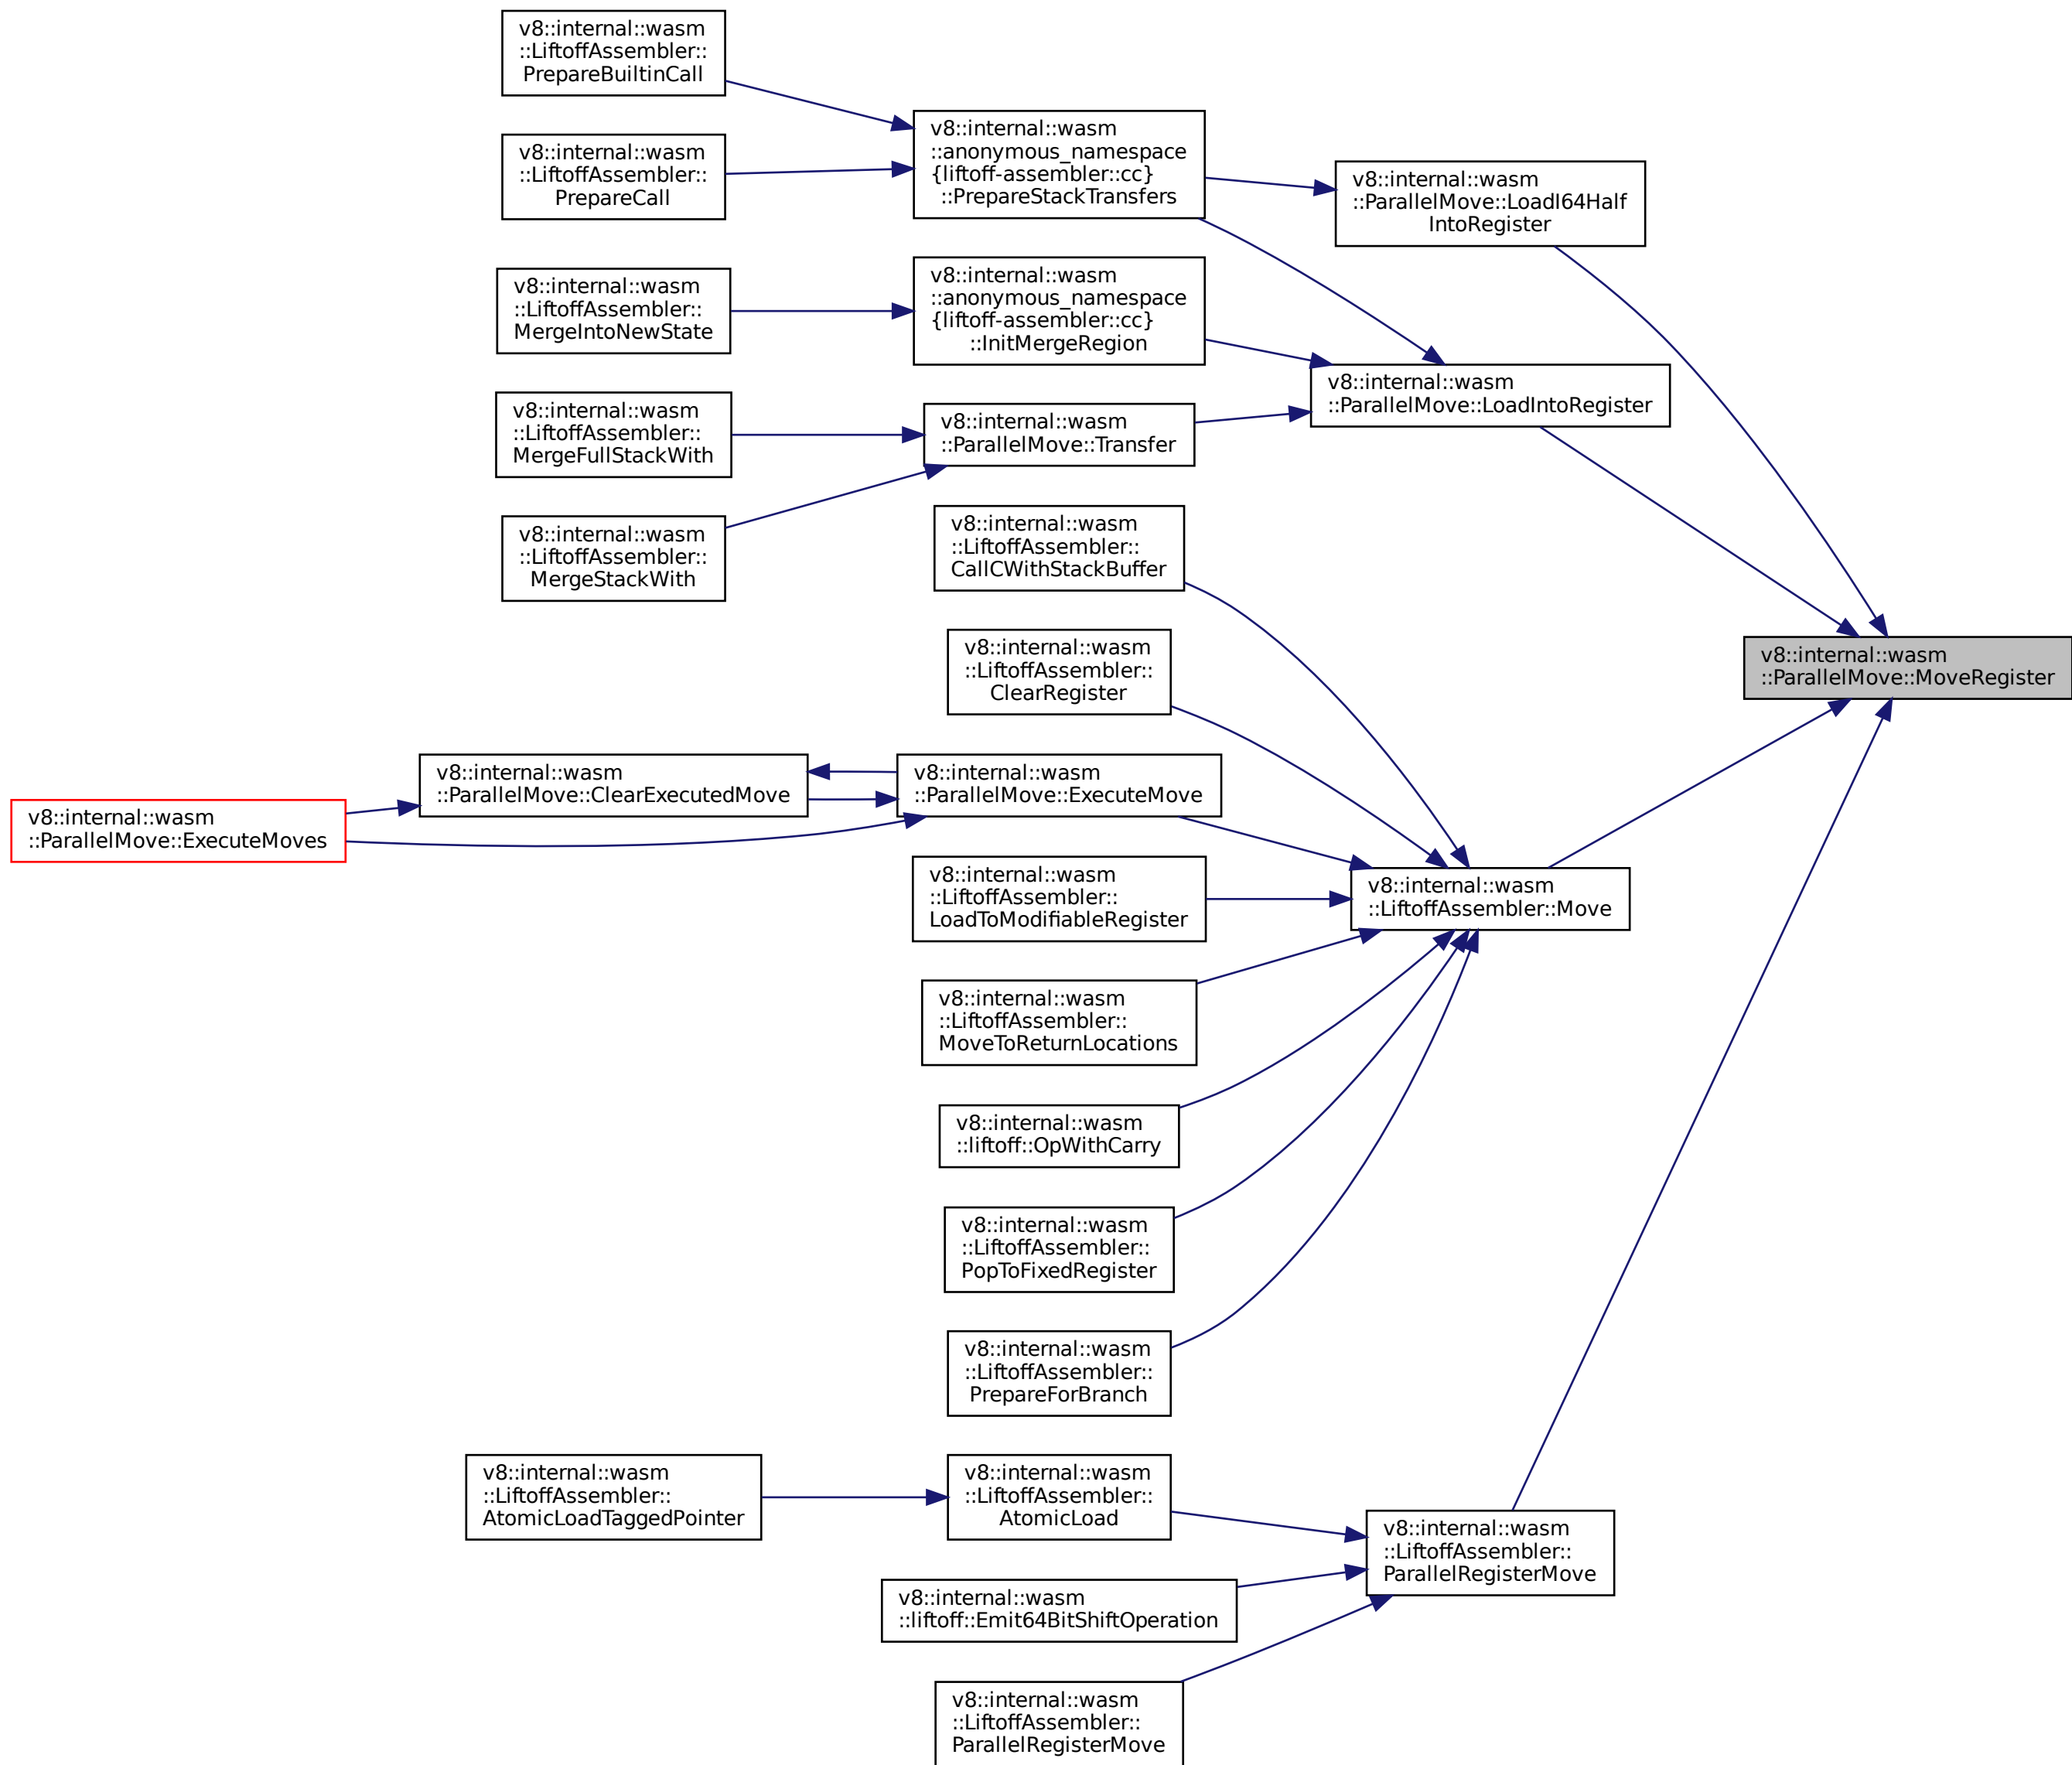 v8::internal::wasm
::LiftoffAssembler::
PrepareBuiltinCall
v8::internal::wasm
::LiftoffAssembler::
PrepareCall
v8::internal::wasm
::anonymous_namespace
{liftoff-assembler::cc}
::PrepareStackTransfers
v8::internal::wasm
::ParallelMove::LoadI64Half
IntoRegister
v8::internal::wasm
::LiftoffAssembler::
MergeIntoNewState
v8::internal::wasm
::anonymous_namespace
{liftoff-assembler::cc}
::InitMergeRegion
v8::internal::wasm
::ParallelMove::LoadIntoRegister
v8::internal::wasm
::LiftoffAssembler::
MergeFullStackWith
v8::internal::wasm
::ParallelMove::Transfer
v8::internal::wasm
::LiftoffAssembler::
MergeStackWith
v8::internal::wasm
::LiftoffAssembler::
CallCWithStackBuffer
v8::internal::wasm
::LiftoffAssembler::
ClearRegister
v8::internal::wasm
::ParallelMove::MoveRegister
v8::internal::wasm
::ParallelMove::ExecuteMoves
v8::internal::wasm
::ParallelMove::ClearExecutedMove
v8::internal::wasm
::ParallelMove::ExecuteMove
v8::internal::wasm
::LiftoffAssembler::
LoadToModifiableRegister
v8::internal::wasm
::LiftoffAssembler::Move
v8::internal::wasm
::LiftoffAssembler::
MoveToReturnLocations
v8::internal::wasm
::liftoff::OpWithCarry
v8::internal::wasm
::LiftoffAssembler::
PopToFixedRegister
v8::internal::wasm
::LiftoffAssembler::
PrepareForBranch
v8::internal::wasm
::LiftoffAssembler::
AtomicLoadTaggedPointer
v8::internal::wasm
::LiftoffAssembler::
AtomicLoad
v8::internal::wasm
::LiftoffAssembler::
ParallelRegisterMove
v8::internal::wasm
::liftoff::Emit64BitShiftOperation
v8::internal::wasm
::LiftoffAssembler::
ParallelRegisterMove